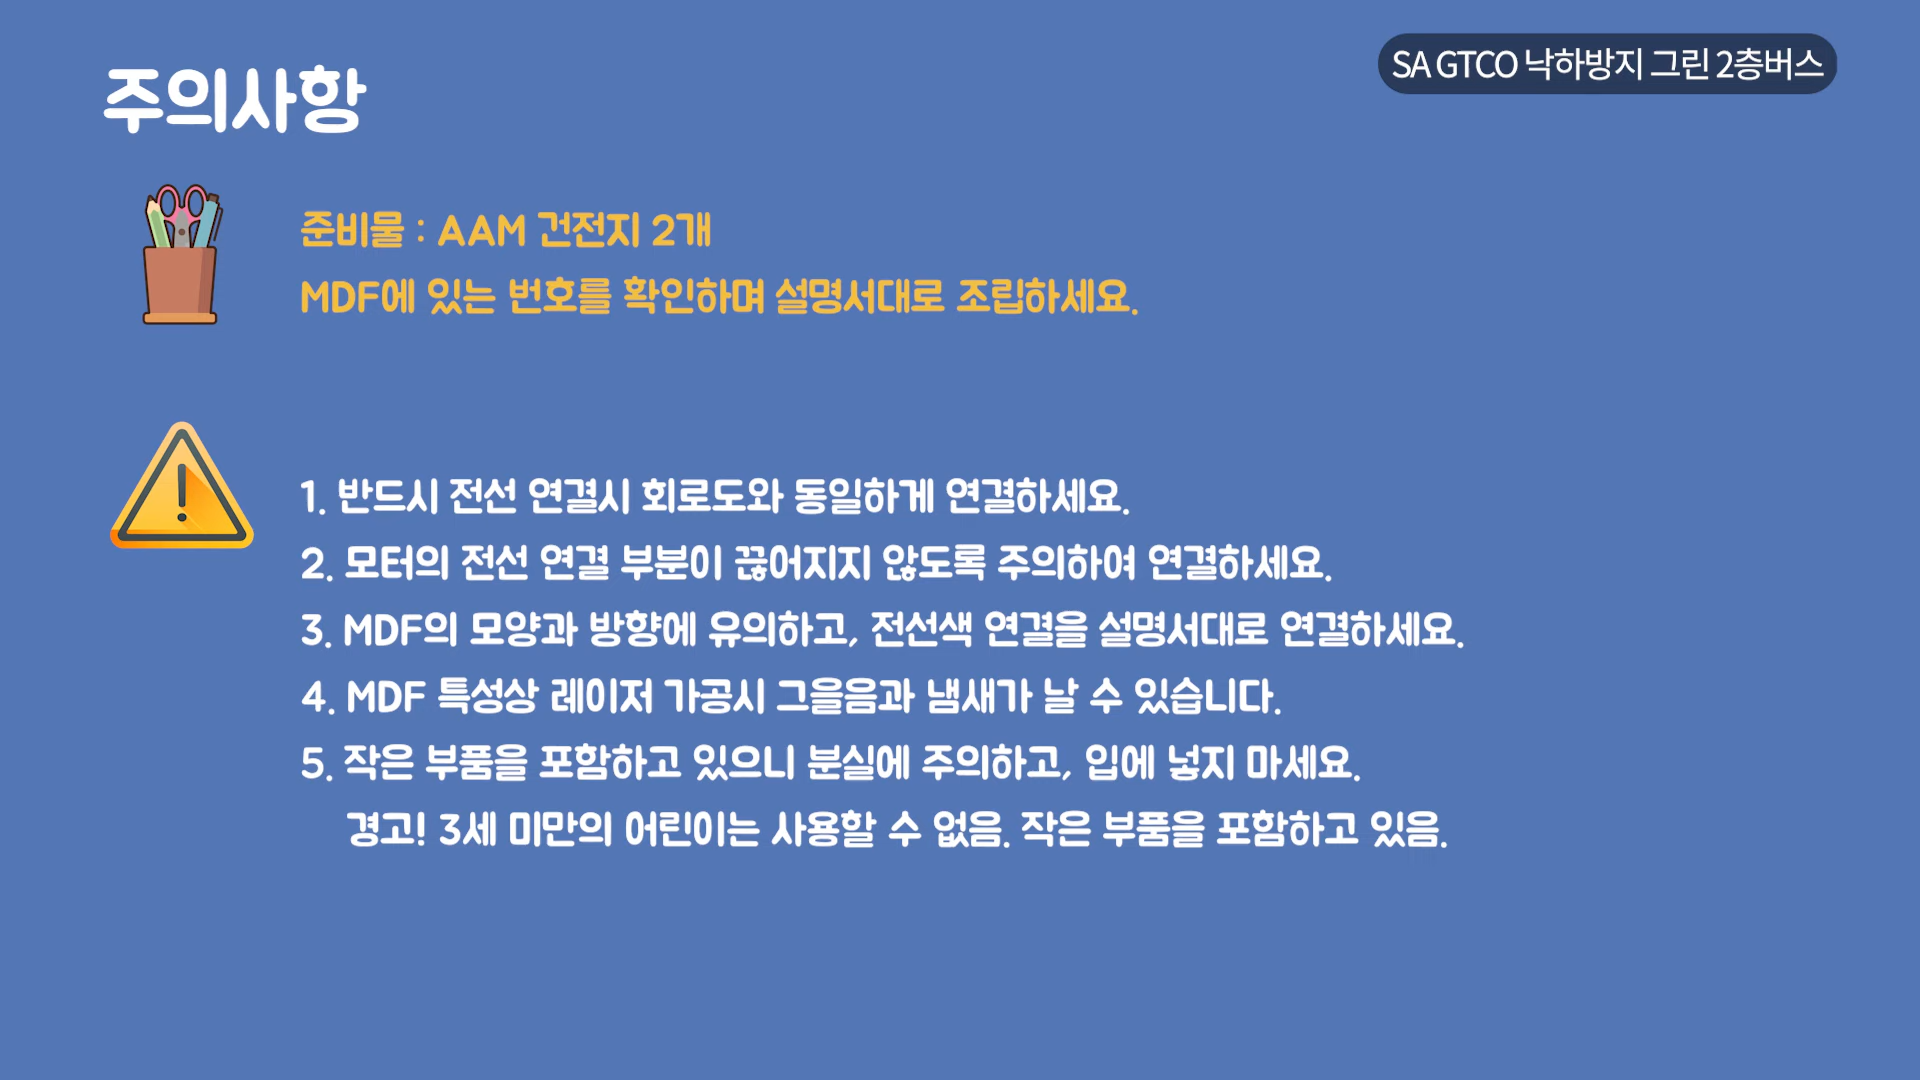 주의사항
SA GTCO 낙하방지 그린 2층버스
준비물 : AAM 건전지 2개
MDF에 있는 번호를 확인하며 설명서대로 조립하세요.
1. 반드시 전선 연결시 회로도와 동일하게 연결하세요.
2. 모터의 전선 연결 부분이 끊어지지 않도록 주의하여 연결하세요.
3. MDF의 모양과 방향에 유의하고, 전선색 연결을 설명서대로 연결하세요.
4. MDF 특성상 레이저 가공시 그을음과 냄새가 날 수 있습니다.
5. 작은 부품을 포함하고 있으니 분실에 주의하고, 입에 넣지 마세요.
경고! 3세 미만의 어린이는 사용할 수 없음. 작은 부품을 포함하고 있음.